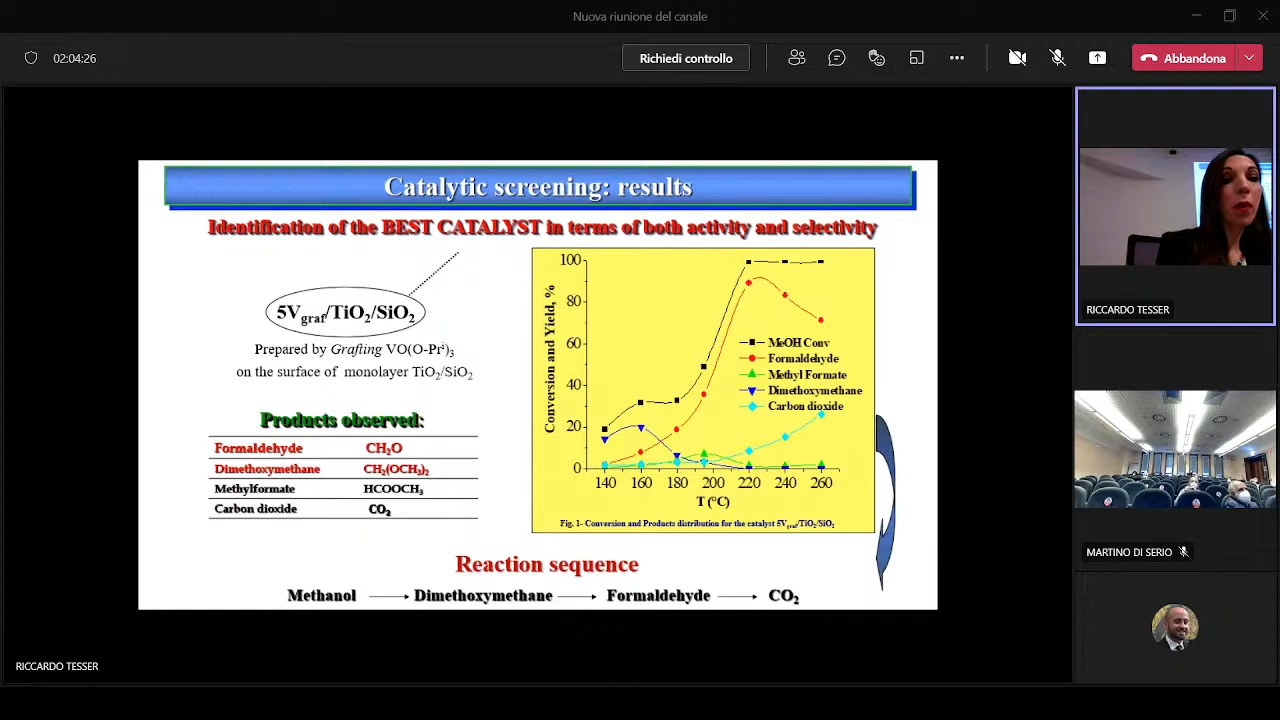 Nuova riunione del canale
02:04:26
Richiedi controllo
Abbandona
Catalytic screening: results
Identification of the BEST CATALYST in terms of both activity and selectivity
5Vgraf/TiO2/SiO2
Prepared by Grafting VO(O-Prⁱ)3
on the surface of monolayer TiO2/SiO2
Products observed:
Formaldehyde CH2O
Dimethoxymethane CH2(OCH3)2
Methylformate HCOOCH3
Carbon dioxide CO2
Conversion and Yield, %
100
80
60
40
20
0
MeOH Conv
Formaldehyde
Methyl Formate
Dimethoxymethane
Carbon dioxide
140 160 180 200 220 240 260
T (°C)
Fig. 1- Conversion and Products distribution for the catalyst 5Vgraf/TiO2/SiO2
Reaction sequence
Methanol → Dimethoxymethane → Formaldehyde → CO2
RICCARDO TESSER
MARTINO DI SERIO
RICCARDO TESSER